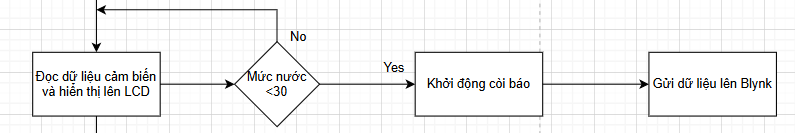 No
Đọc dữ liệu cảm biến
và hiển thị lên LCD
Mức nước
<30
Yes
Khởi động còi báo
Gửi dữ liệu lên Blynk